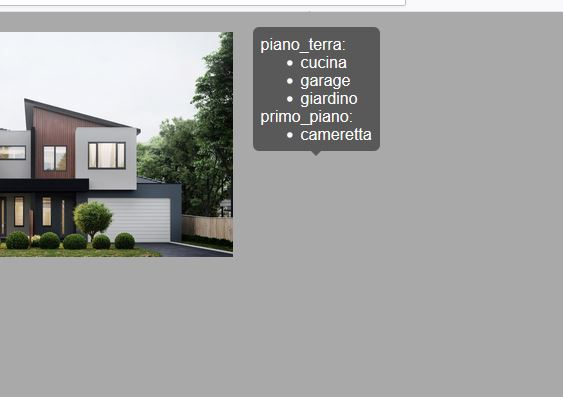 piano_terra:
cucina
garage
giardino
primo_piano:
cameretta